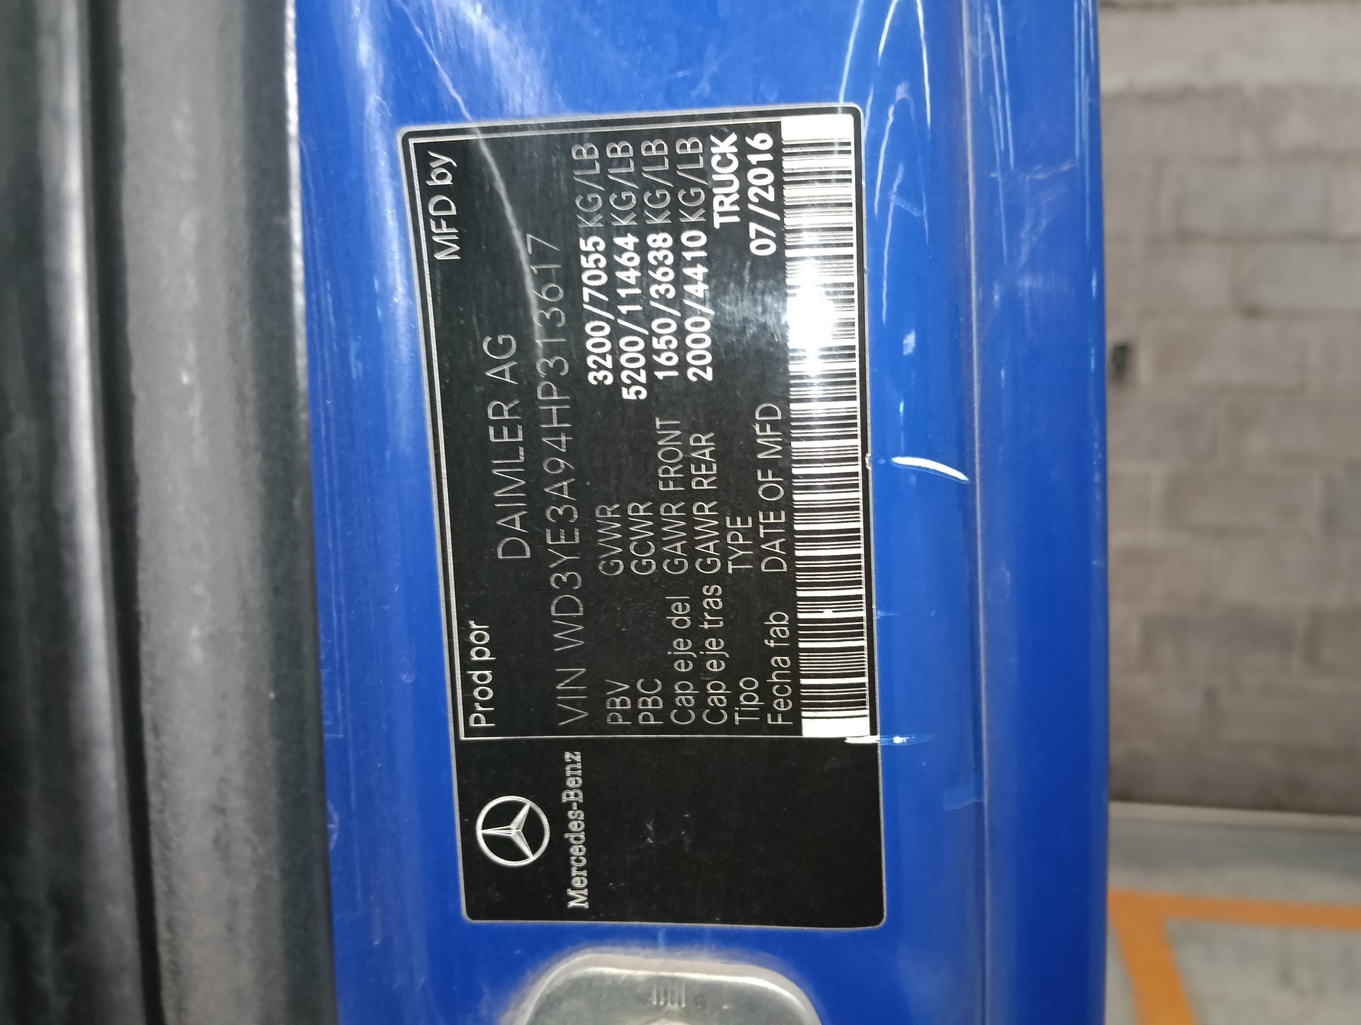 Prod por MFD by
DAIMLER AG
VIN WD3YE3A94HP313617
PBV GVWR 3200/7055 KG/LB
PBC GCWR 5200/11464 KG/LB
Cap eje del GAWR FRONT 1650/3638 KG/LB
Cap eje tras GAWR REAR 2000/4410 KG/LB
Tipo TYPE TRUCK
Fecha fab DATE OF MFD 07/2016
Mercedes-Benz